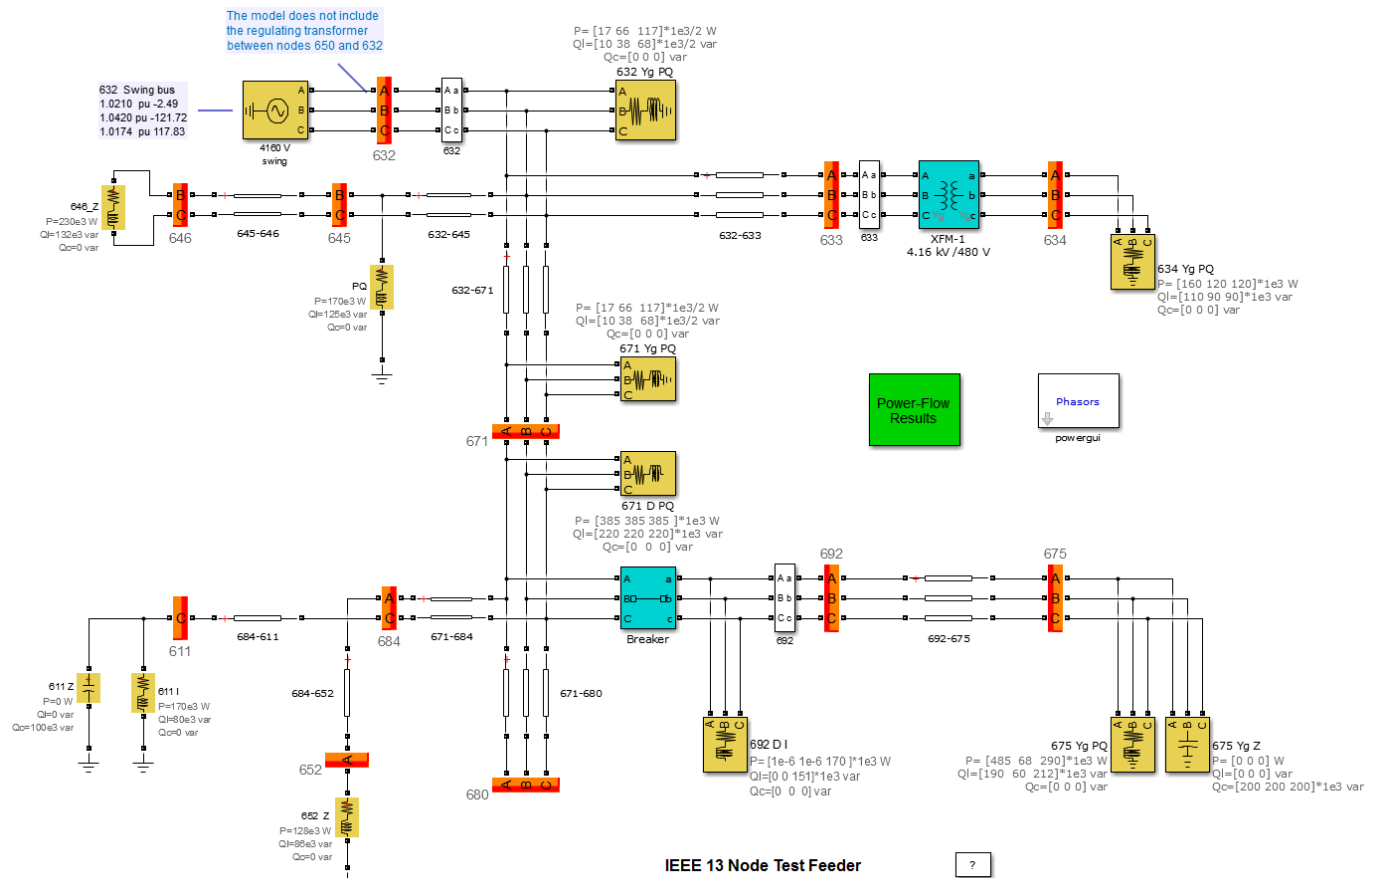 The model does not include
the regulating transformer
between nodes 650 and 632
P= [17 66  117]*1e3/2 W
Ql=[10 38  68]*1e3/2 var
Qc=[0 0 0] var
632 Yg PQ
632  Swing bus
1.0210  pu -2.49
1.0420 pu -121.72
1.0174  pu 117.83
A
B
C
4160 V
swing
A
B
C
632
A a
B b
C c
632
A
B
C
646_Z
P=230e3 W
Ql=132e3 var
Qc=0 var
B
C
646
645-646
B
C
645
632-645
632-633
A
B
C
633
A a
B b
C c
633
A
B
C
a
b
c
Yg
Yg
XFM-1
4.16 kV /480 V
A
B
C
634
A
B
C
634 Yg PQ
P= [160 120 120]*1e3 W
Ql=[110 90 90]*1e3 var
Qc=[0 0 0] var
PQ
P=170e3 W
Ql=125e3 var
Qc=0 var
632-671
P= [17 66  117]*1e3/2 W
Ql=[10 38  68]*1e3/2 var
Qc=[0 0 0] var
671 Yg PQ
A
B
C
671
A
B
C
A
B
C
671 D PQ
P= [385 385 385 ]*1e3 W
Ql=[220 220 220]*1e3 var
Qc=[0  0  0] var
Power-Flow
Results
Phasors
powergui
C
611
684-611
A
C
684
671-684
A
B
C
a
b
c
Breaker
A a
B b
C c
692
692
A
B
C
692-675
675
A
B
C
611 Z
P=0 W
Ql=0 var
Qc=100e3 var
611 I
P=170e3 W
Ql=80e3 var
Qc=0 var
684-652
A
652
652 Z
P=128e3 W
Ql=86e3 var
Qc=0 var
671-680
A
B
C
680
A
B
C
692 D I
P= [1e-6 1e-6 170 ]*1e3 W
Ql=[0 0 151]*1e3 var
Qc=[0  0  0] var
A
B
C
675 Yg PQ
P= [485 68 290]*1e3 W
Ql=[190  60  212]*1e3 var
Qc=[0 0 0] var
A
B
C
675 Yg Z
P= [0 0 0] W
Ql=[0 0 0] var
Qc=[200 200 200]*1e3 var
IEEE 13 Node Test Feeder
?